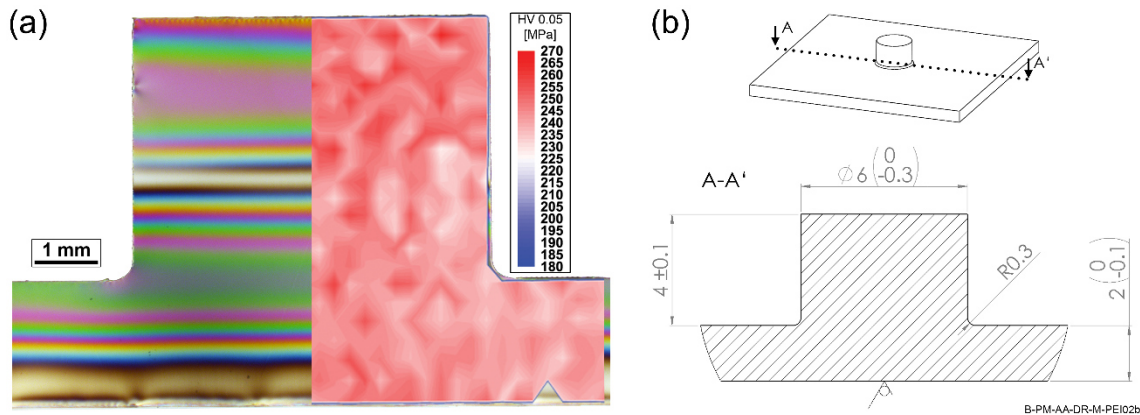 (a)
HV 0.05
[MPa]
270
265
260
255
250
245
240
235
230
225
220
215
210
205
200
195
190
185
180
1 mm
(b)
A
A'
A-A'
Ø6 ( 0 -0.3)
4 ±0.1
R0.3
2 ( 0 -0.1)
B-PM-AA-DR-M-PEI02b